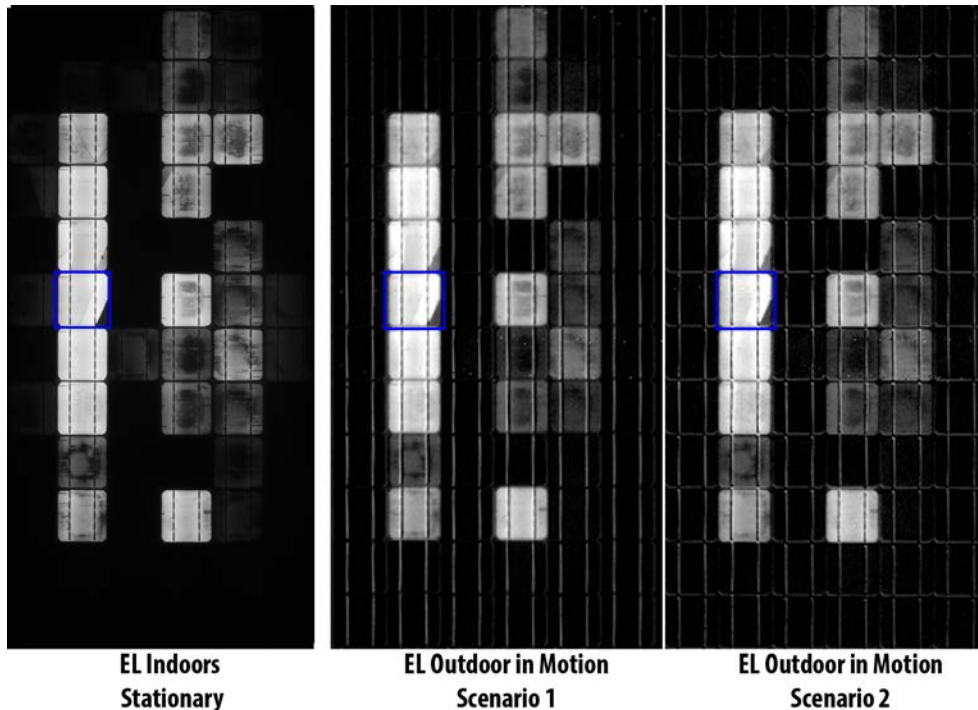 EL Indoors
Stationary
EL Outdoor in Motion
Scenario 1
EL Outdoor in Motion
Scenario 2